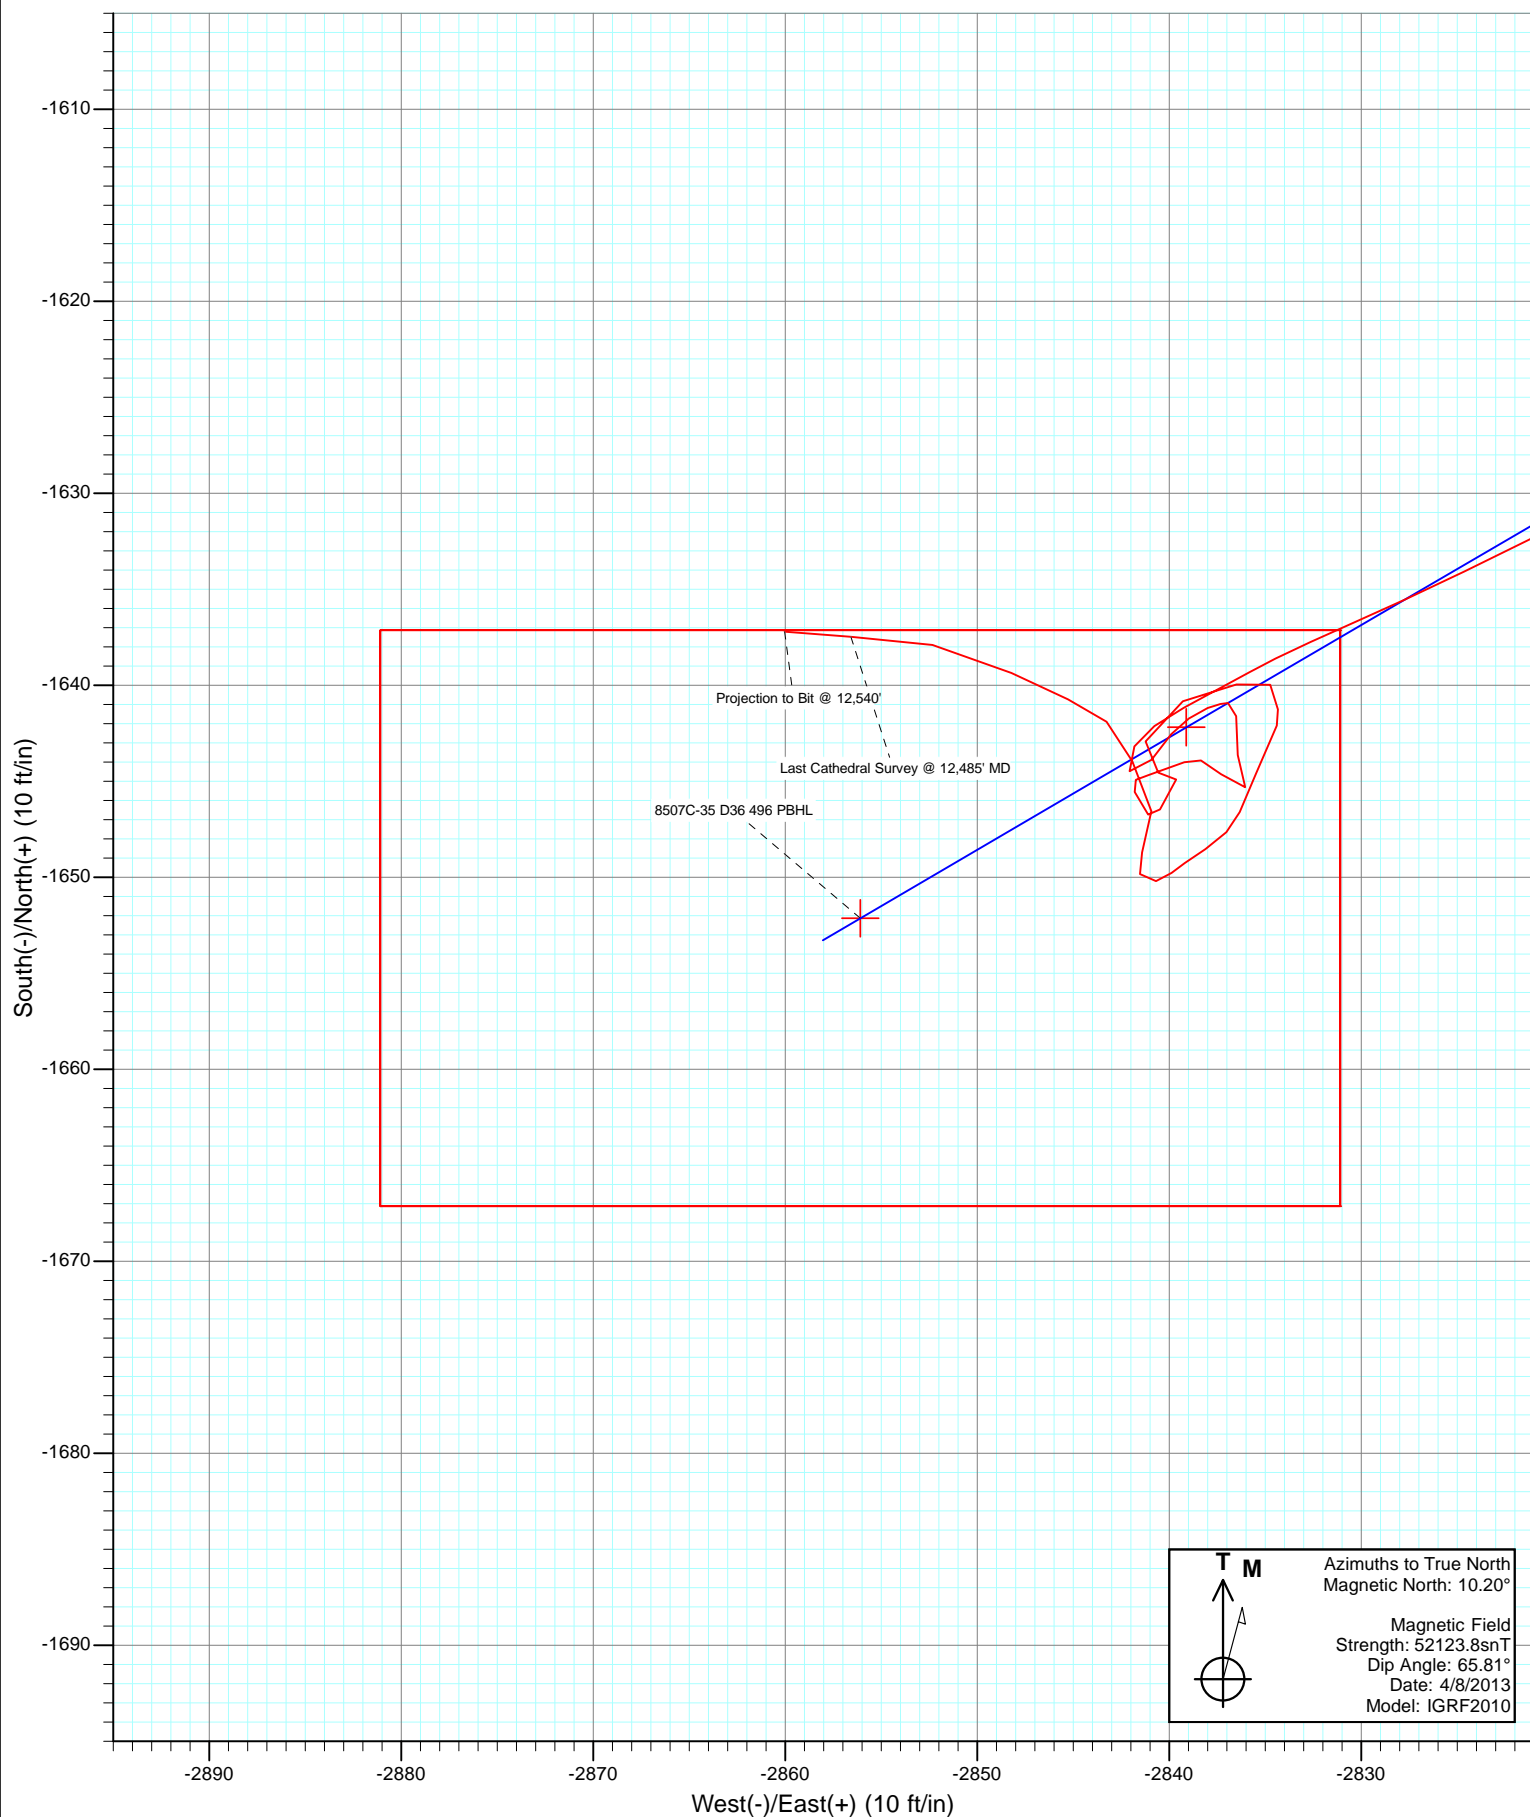 -1610
-1620
-1630
-1640
-1650
-1660
-1670
-1680
-1690
South(-)/North(+) (10 ft/in)
Projection to Bit @ 12,540'
Last Cathedral Survey @ 12,485' MD
8507C-35 D36 496 PBHL
T M
Azimuths to True North
Magnetic North: 10.20°
Magnetic Field
Strength: 52123.8snT
Dip Angle: 65.81°
Date: 4/8/2013
Model: IGRF2010
-2890 -2880 -2870 -2860 -2850 -2840 -2830
West(-)/East(+) (10 ft/in)